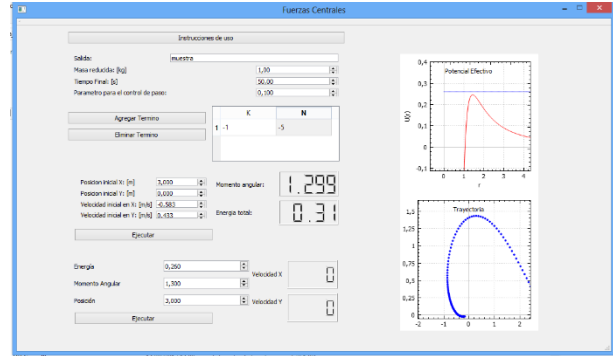 Fuerzas Centrales
Instrucciones de uso
Salida: muestra
Masa reducida: [kg] 1,00
Tiempo Final: [s] 50,00
Parametro para el control de paso: 0,100
Agregar Termino
Eliminar Termino
K N
1 -1 -5
Posicion inicial X: [m] 3,000
Posicion inicial Y: [m] 0,000
Velocidad inicial en X: [m/s] -0,583
Velocidad inicial en Y: [m/s] 0,433
Momento angular: 1.299
Energia total: 0.31
Ejecutar
Energía 0,260
Momento Angular 1,300
Posición 3,000
Velocidad X 0
Velocidad Y 0
Ejecutar
Potencial Efectivo
U(r)
0,4
0,3
0,2
0,1
0
-0,1
0 1 2 3 4
r
Trayectoria
1,5
1,25
1
0,75
0,5
0,25
0
-2 -1 0 1 2